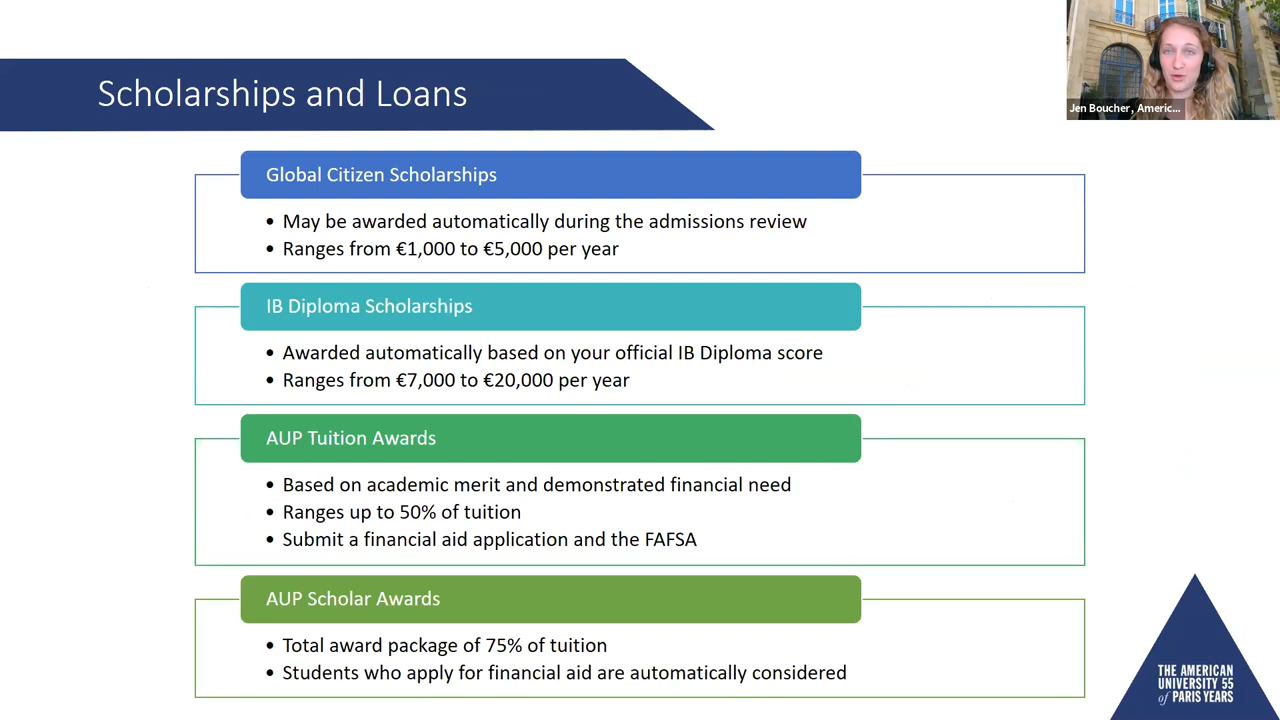 Scholarships and Loans
Jen Boucher, Americ...
Global Citizen Scholarships
• May be awarded automatically during the admissions review
• Ranges from €1,000 to €5,000 per year
IB Diploma Scholarships
• Awarded automatically based on your official IB Diploma score
• Ranges from €7,000 to €20,000 per year
AUP Tuition Awards
• Based on academic merit and demonstrated financial need
• Ranges up to 50% of tuition
• Submit a financial aid application and the FAFSA
AUP Scholar Awards
• Total award package of 75% of tuition
• Students who apply for financial aid are automatically considered
THE AMERICAN
UNIVERSITY 55
of PARIS YEARS